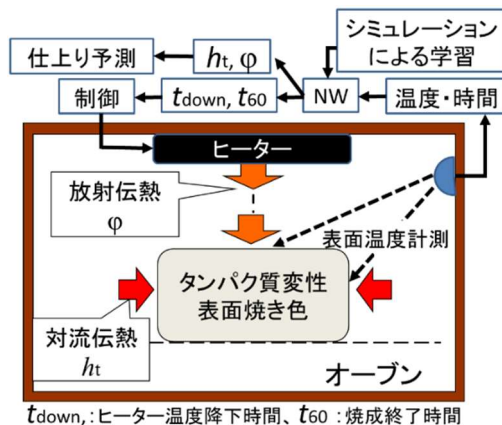 シミュレーション
による学習
仕上り予測
ht, φ
制御
tdown, t60
NW
温度・時間
ヒーター
放射伝熱
φ
表面温度計測
タンパク質変性
表面焼き色
対流伝熱
ht
オーブン
tdown,:ヒーター温度降下時間、t60:焼成終了時間